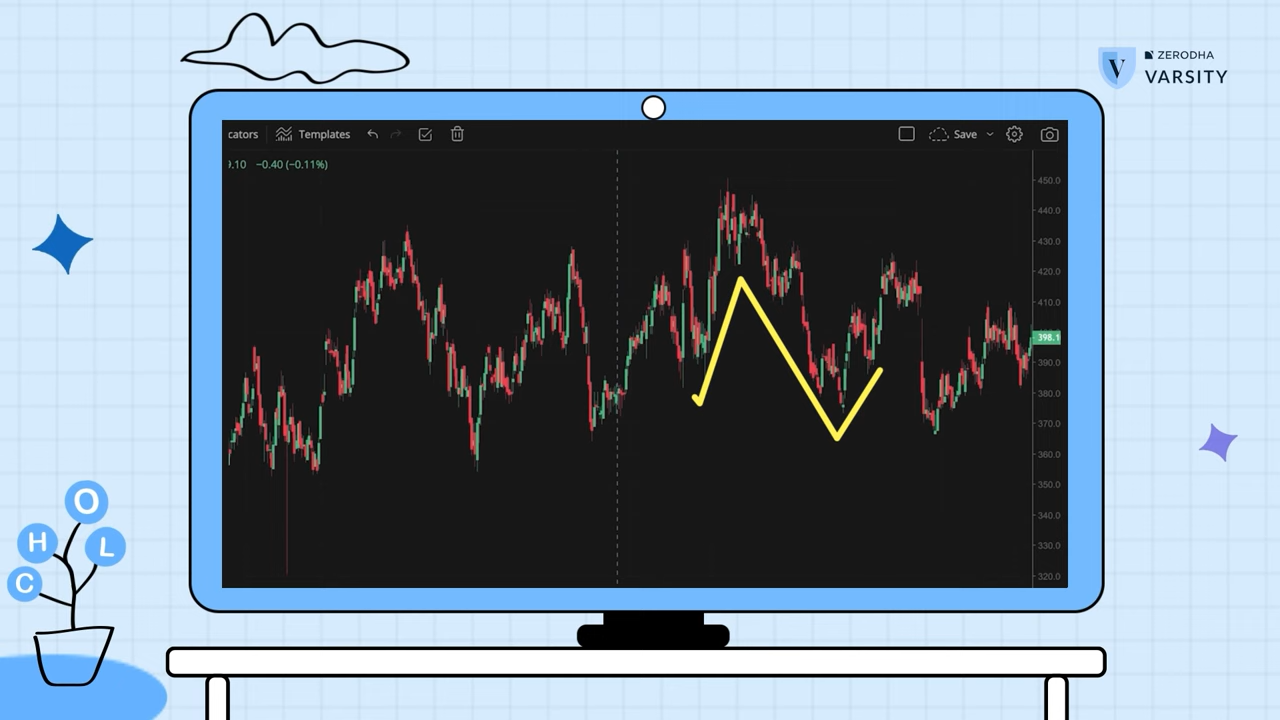 ZERODHA
V VARSITY
cators Templates Save
.10 −0.40 (−0.11%)
450.0
440.0
430.0
420.0
410.0
398.1
390.0
380.0
370.0
360.0
350.0
340.0
330.0
320.0
O
H
L
C